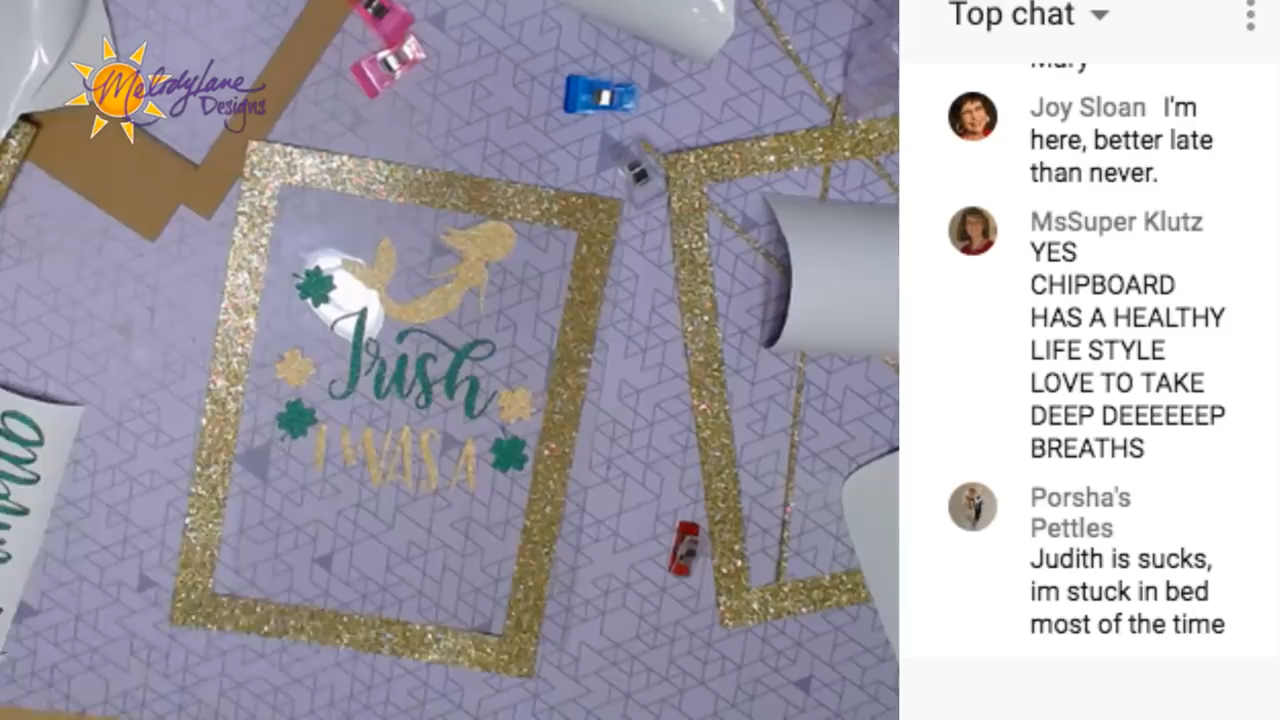 MelodyLane
Designs
Irish
I WAS A
Top chat
Mary
Joy Sloan I'm
here, better late
than never.
MsSuper Klutz
YES
CHIPBOARD
HAS A HEALTHY
LIFE STYLE
LOVE TO TAKE
DEEP DEEEEEEP
BREATHS
Porsha's
Pettles
Judith is sucks,
im stuck in bed
most of the time